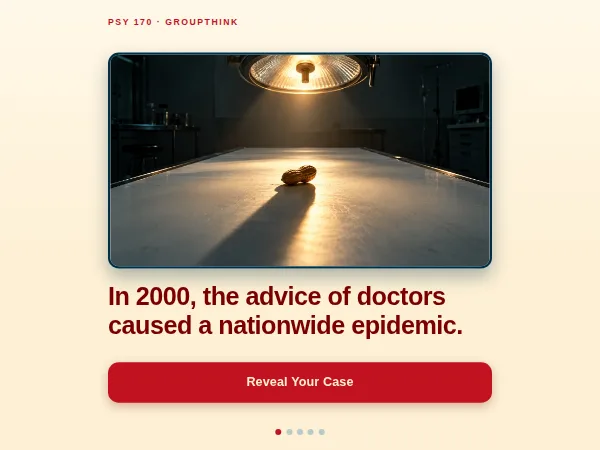 PSY 170 · GROUPTHINK
In 2000, the advice of doctors
caused a nationwide epidemic.
Reveal Your Case